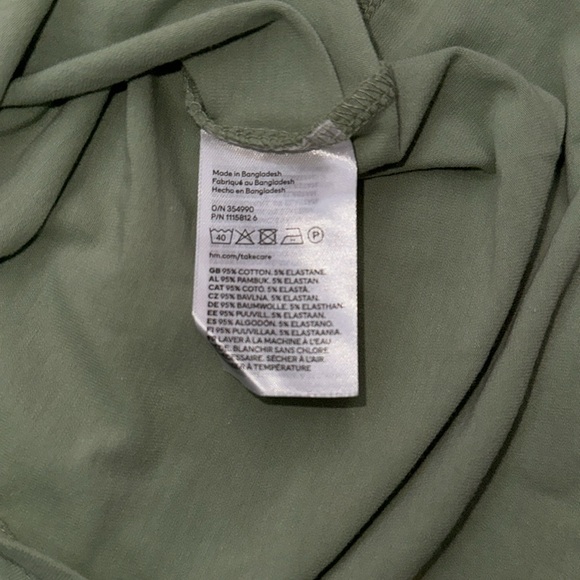 Made in Bangladesh
Fabriqué au Bangladesh
Hecho en Bangladesh
O/N 354990
P/N 1115812 6
40 P
hm.com/takecare
GB 95% COTTON, 5% ELASTANE.
AL 95% PAMBUK, 5% ELASTAN
CAT 95% COTÓ, 5% ELASTÀ.
CZ 95% BAVLNA, 5% ELASTAN.
DE 95% BAUMWOLLE, 5% ELASTHAN.
EE 95% PUUVILL, 5% ELASTAAN.
ES 95% ALGODÓN, 5% ELASTANO.
FI 95% PUUVILLAA, 5% ELASTAANIA.
LAVER À LA MACHINE À L'EAU
BLANCHIR SANS CHLORE
ESSAIRE. SÉCHER À L'AIR.
À TEMPÉRATURE